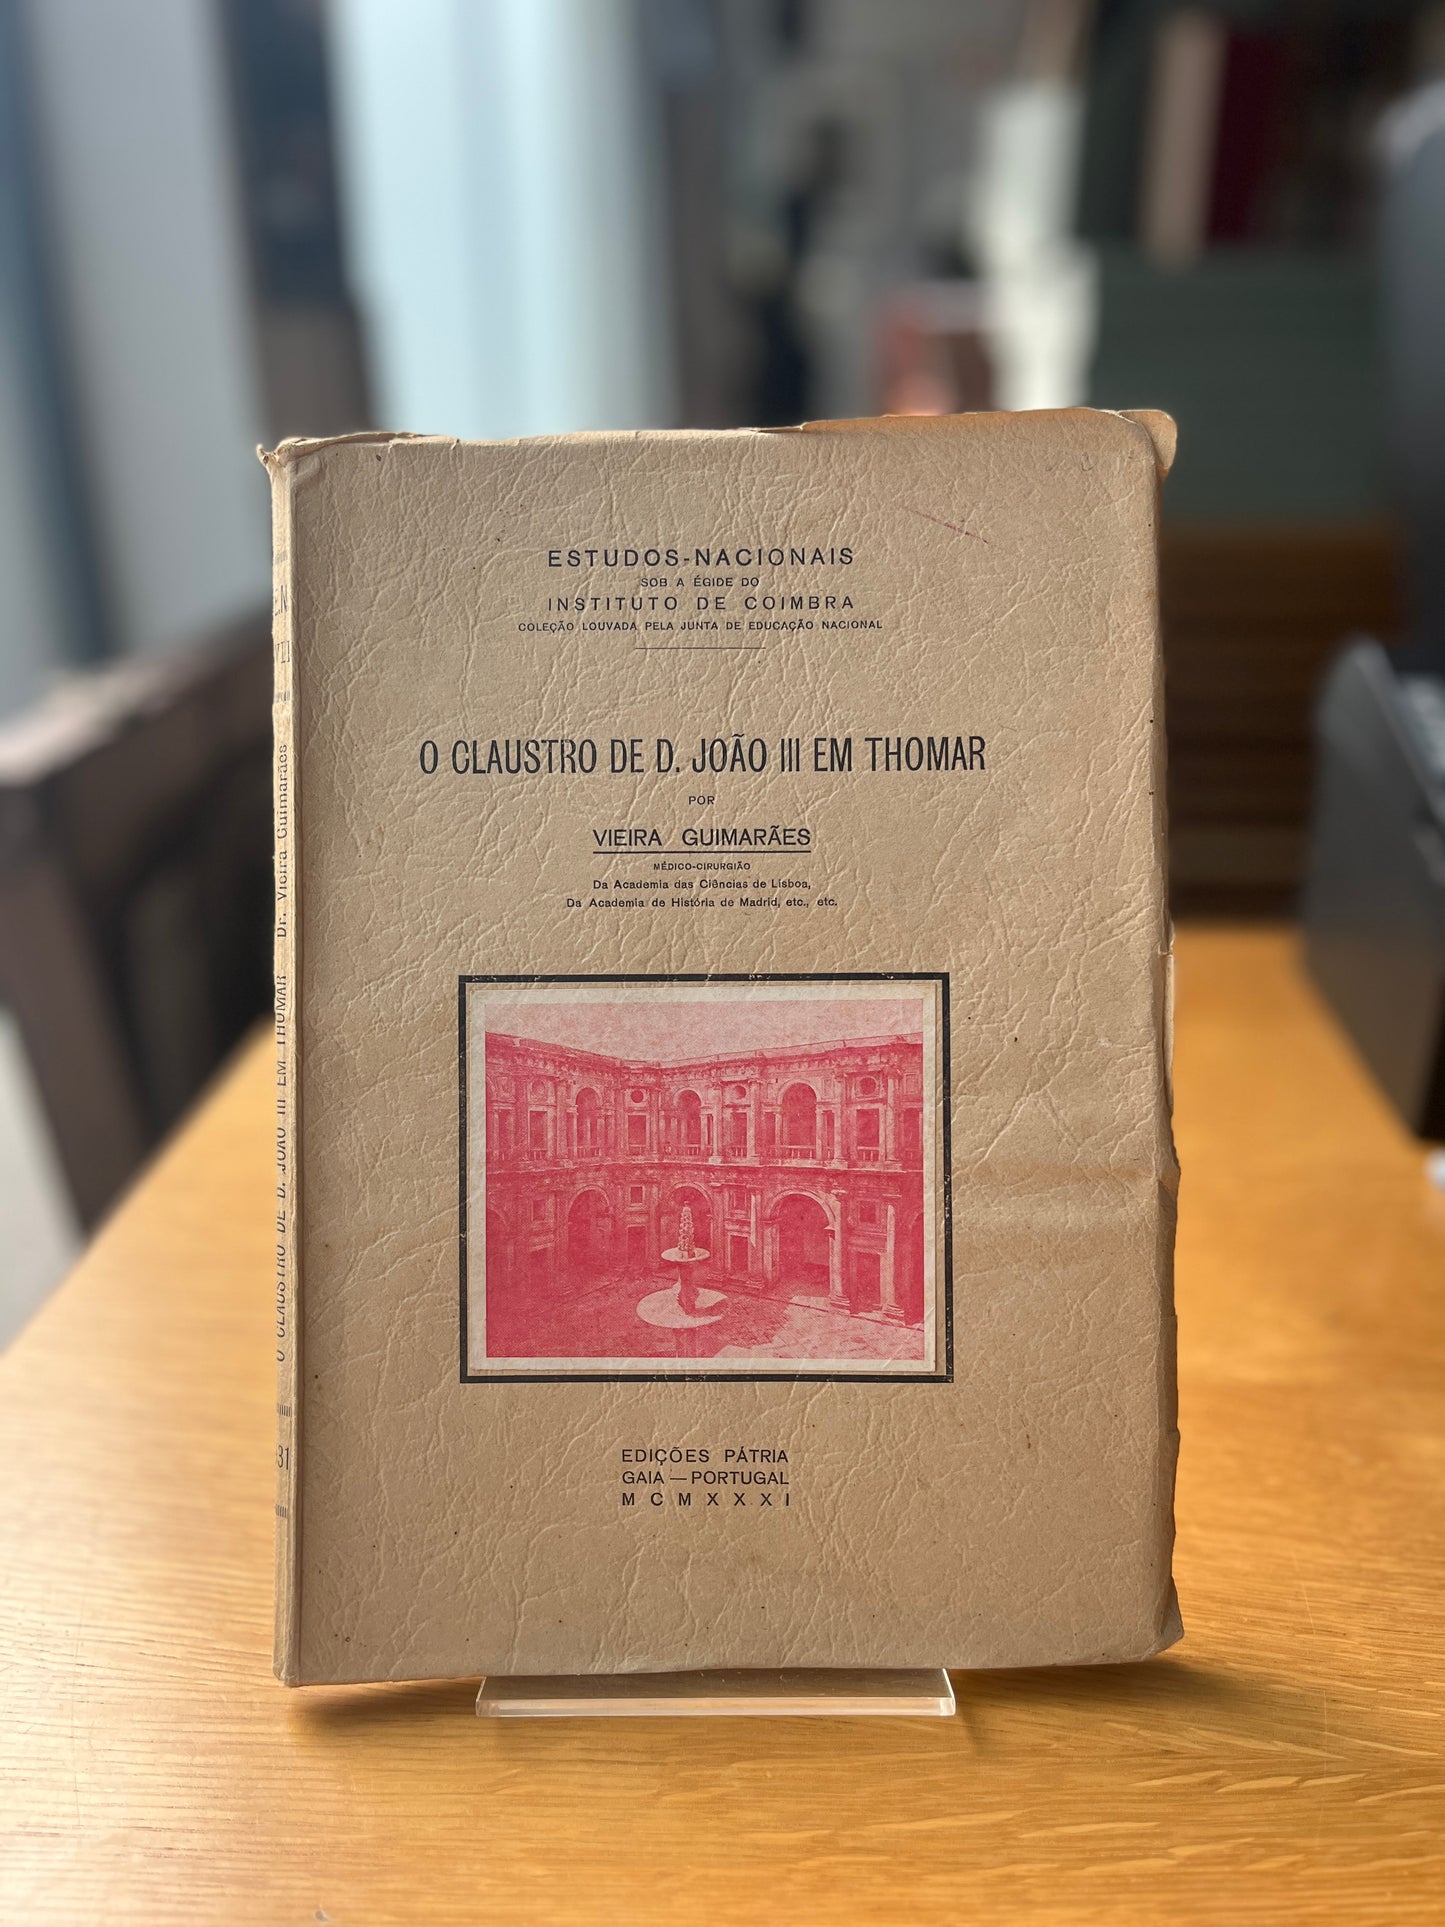 ESTUDOS-NACIONAIS
SOB A ÉGIDE DO
INSTITUTO DE COIMBRA
COLEÇÃO LOUVADA PELA JUNTA DE EDUCAÇÃO NACIONAL
O CLAUSTRO DE D. JOÃO III EM THOMAR
POR
VIEIRA GUIMARÃES
MÉDICO-CIRURGIÃO
Da Academia das Ciências de Lisboa,
Da Academia de História de Madrid, etc., etc.
EDIÇÕES PÁTRIA
GAIA — PORTUGAL
MCMXXXI
O CLAUSTRO DE D. JOÃO III EM THOMAR Dr. Vieira Guimarães
31